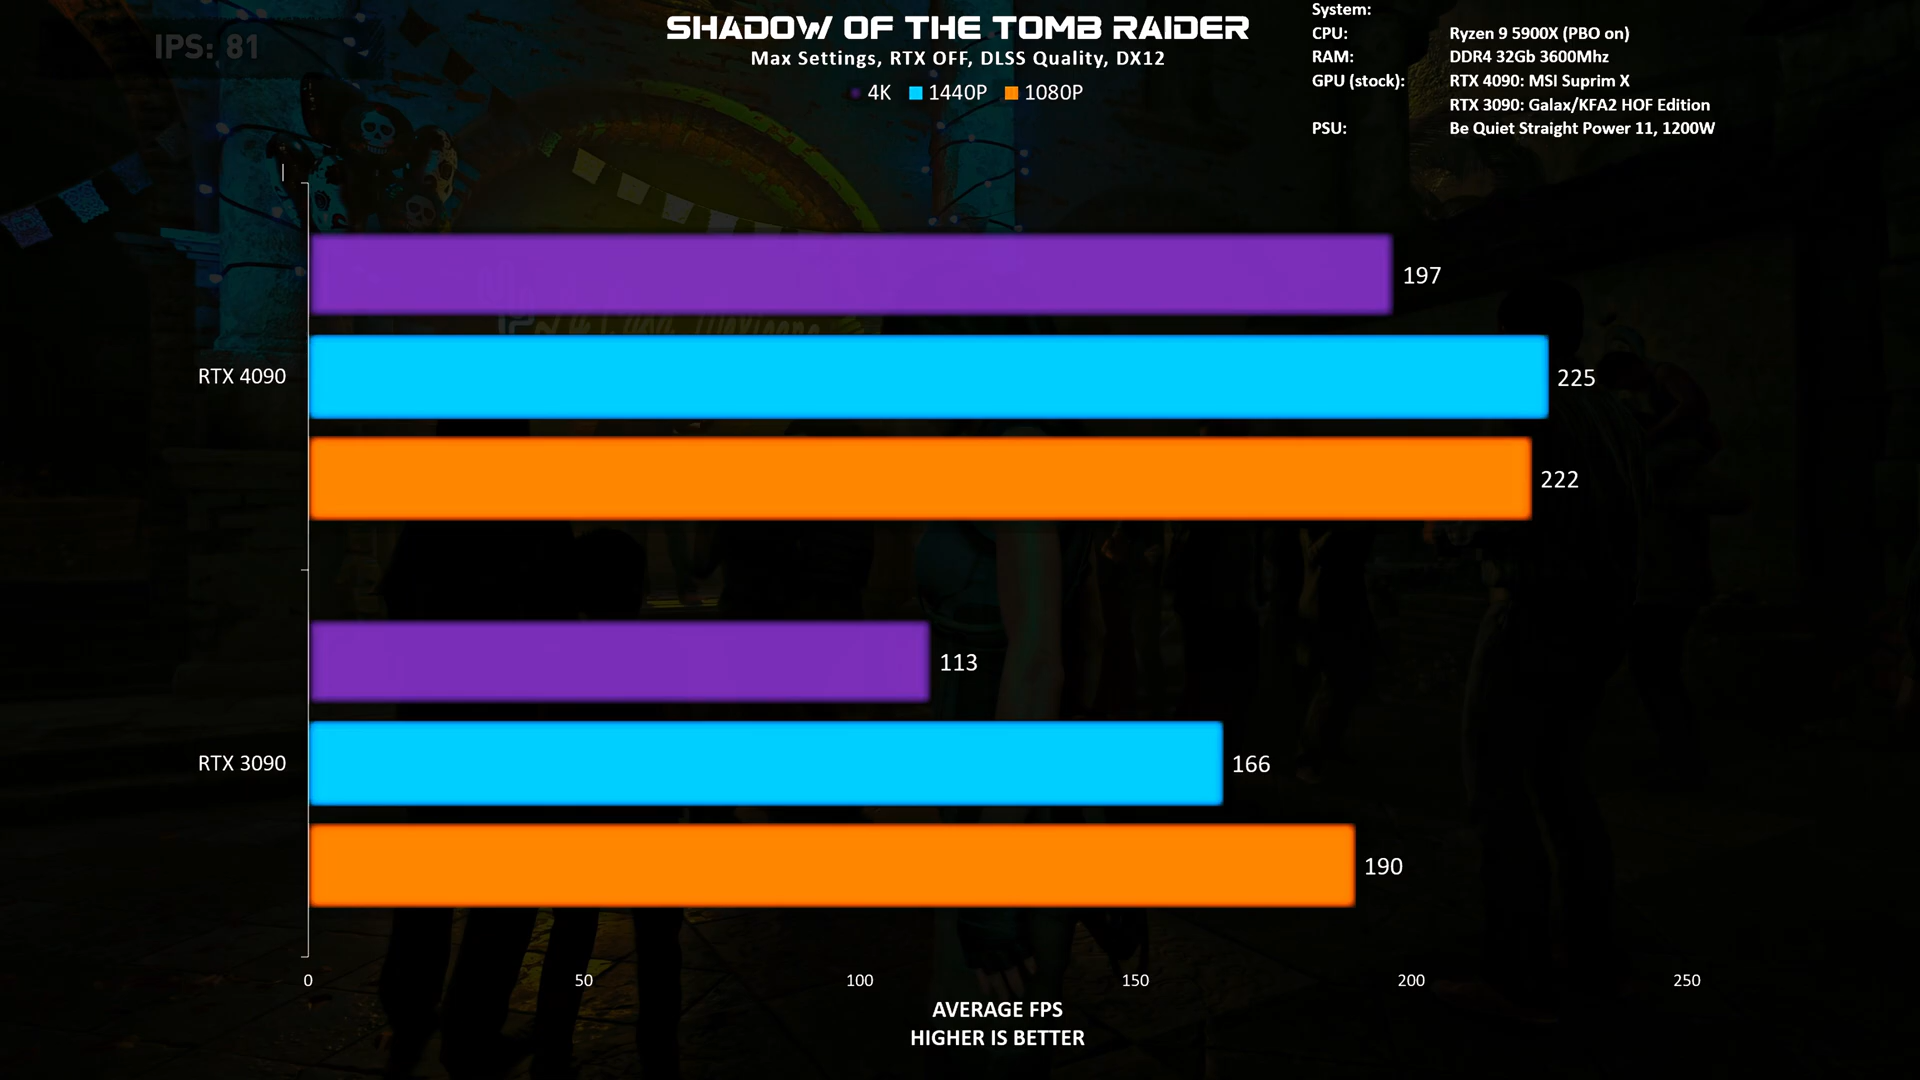 IPS: 81
SHADOW OF THE TOMB RAIDER
Max Settings, RTX OFF, DLSS Quality, DX12
4K 1440P 1080P
System:
CPU: Ryzen 9 5900X (PBO on)
RAM: DDR4 32Gb 3600Mhz
GPU (stock): RTX 4090: MSI Suprim X
RTX 3090: Galax/KFA2 HOF Edition
PSU: Be Quiet Straight Power 11, 1200W
197
RTX 4090 225
222
113
RTX 3090 166
190
0 50 100 150 200 250
AVERAGE FPS
HIGHER IS BETTER